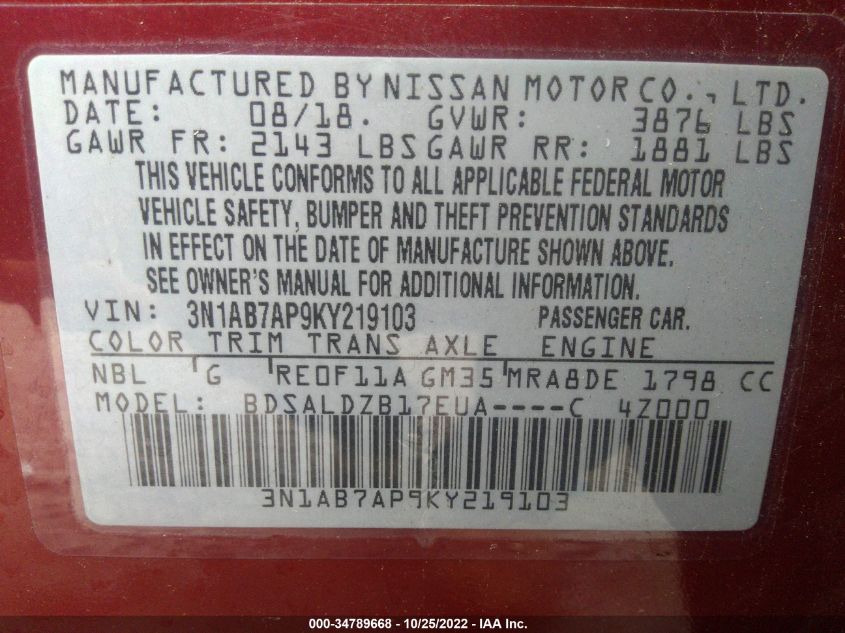 MANUFACTURED BY NISSAN MOTOR CO., LTD.
DATE: 08/18. GVWR: 3876 LBS
GAWR FR: 2143 LBS GAWR RR: 1881 LBS
THIS VEHICLE CONFORMS TO ALL APPLICABLE FEDERAL MOTOR
VEHICLE SAFETY, BUMPER AND THEFT PREVENTION STANDARDS
IN EFFECT ON THE DATE OF MANUFACTURE SHOWN ABOVE.
SEE OWNER'S MANUAL FOR ADDITIONAL INFORMATION.
VIN: 3N1AB7AP9KY219103 PASSENGER CAR.
COLOR TRIM TRANS AXLE ENGINE
NBL G RE0F11A GM35 MRA8DE 1798 CC
MODEL: BDSALDZB17EUA----C 4Z000
3N1AB7AP9KY219103
000-34789668 - 10/25/2022 - IAA Inc.